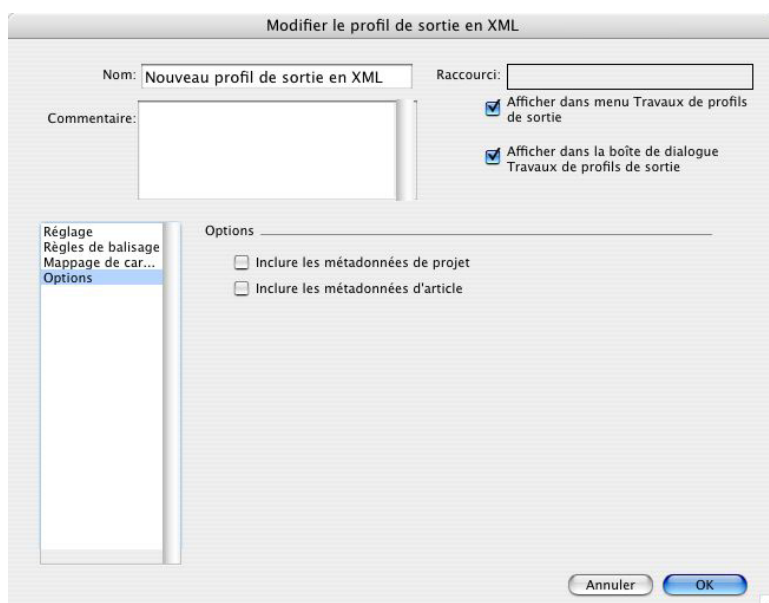 Modifier le profil de sortie en XML
Nom: Nouveau profil de sortie en XML
Raccourci:
Commentaire:
Afficher dans menu Travaux de profils
de sortie
Afficher dans la boîte de dialogue
Travaux de profils de sortie
Réglage
Règles de balisage
Mappage de car...
Options
Options
Inclure les métadonnées de projet
Inclure les métadonnées d'article
Annuler
OK